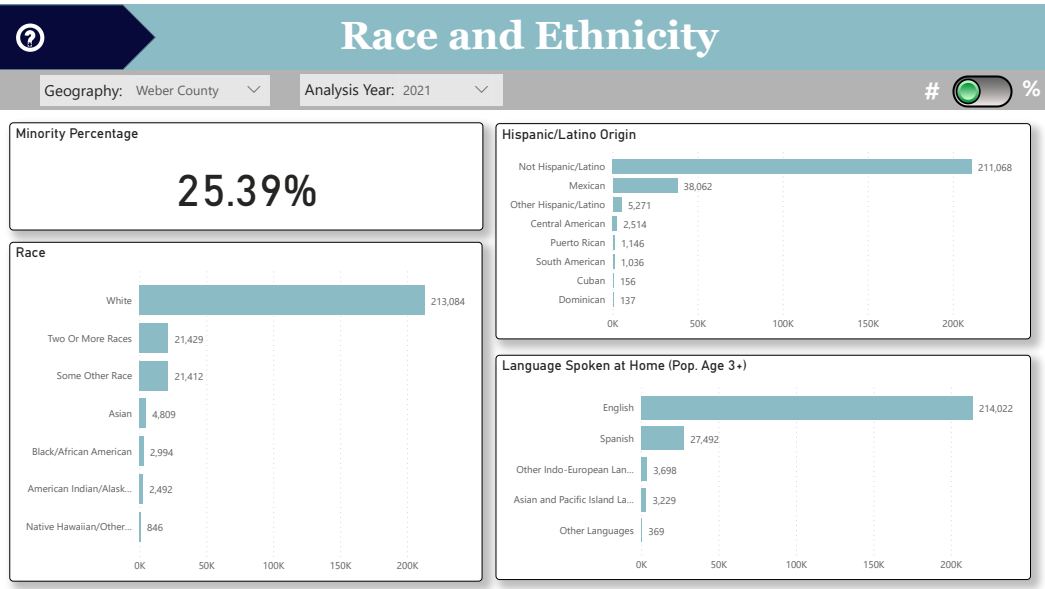 Race and Ethnicity
Geography: Weber County
Analysis Year: 2021
# %
Minority Percentage
25.39%
Race
White 213,084
Two Or More Races 21,429
Some Other Race 21,412
Asian 4,809
Black/African American 2,994
American Indian/Alask... 2,492
Native Hawaiian/Other... 846
0K 50K 100K 150K 200K
Hispanic/Latino Origin
Not Hispanic/Latino 211,068
Mexican 38,062
Other Hispanic/Latino 5,271
Central American 2,514
Puerto Rican 1,146
South American 1,036
Cuban 156
Dominican 137
0K 50K 100K 150K 200K
Language Spoken at Home (Pop. Age 3+)
English 214,022
Spanish 27,492
Other Indo-European Lan... 3,698
Asian and Pacific Island La... 3,229
Other Languages 369
0K 50K 100K 150K 200K